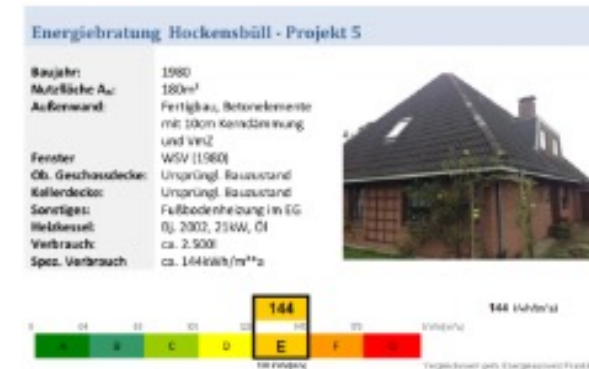 Energiebratung Hockensbüll - Projekt 5
Baujahr: 1980
Nutzfläche Aₙ: 180m²
Außenwand: Fertigbau, Betonelemente
mit 10cm Kerndämmung
und VmZ
Fenster WSV (1980)
Ob. Geschossdecke: Ursprüngl. Bauzustand
Kellerdecke: Ursprüngl. Bauzustand
Sonstiges: Fußbodenheizung im EG
Heizkessel: Bj. 2002, 21kW, Öl
Verbrauch: ca. 2.500l
Spez. Verbrauch ca. 144kWh/m²*a
144
144 kWh/(m²a)
A B C D E F G